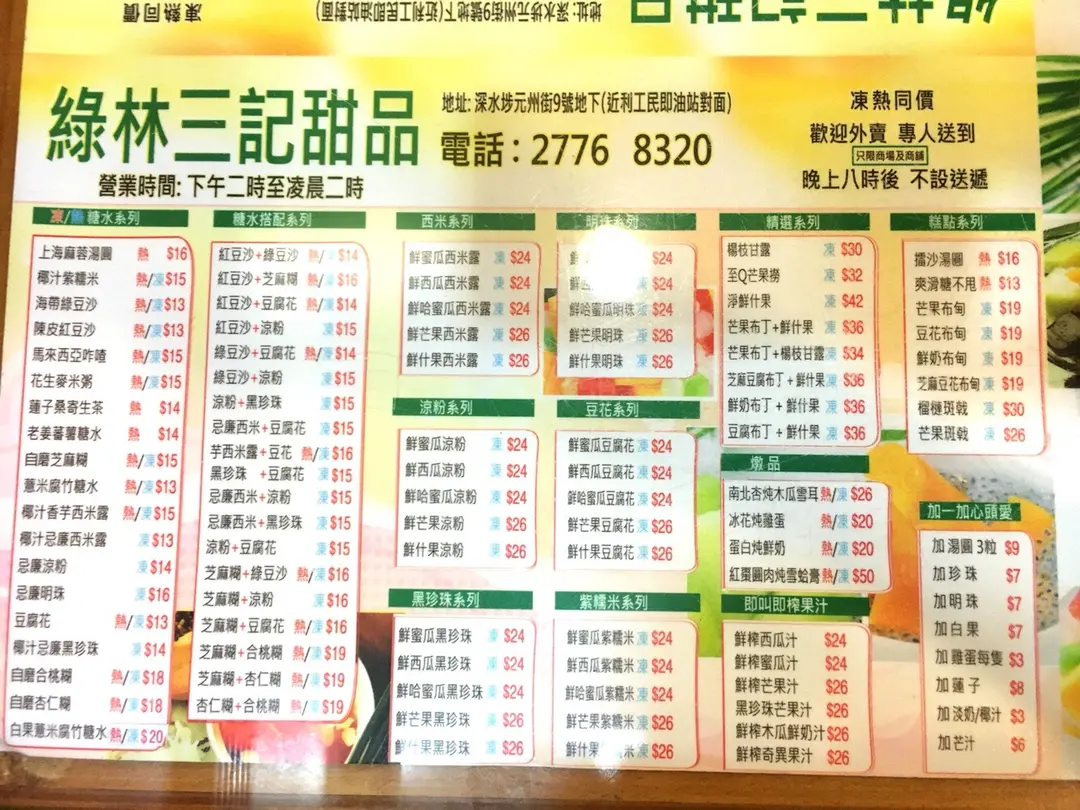 凍熱同價
地址: 深水埗元州街9號地下(近利工民即油站對面)
綠林三記甜品
綠林三記甜品
地址: 深水埗元州街9號地下(近利工民即油站對面)
電話: 2776 8320
營業時間: 下午二時至凌晨二時
凍熱同價
歡迎外賣 專人送到
只限商場及商舖
晚上八時後 不設送遞
凍/熱 糖水系列
上海麻蓉湯圓 熱 $16
椰汁紫糯米 熱/凍 $15
海帶綠豆沙 熱/凍 $13
陳皮紅豆沙 熱/凍 $13
馬來西亞咋喳 熱/凍 $15
花生麥米粥 熱/凍 $15
蓮子桑寄生茶 熱 $14
老姜蕃薯糖水 熱 $14
自磨芝麻糊 熱/凍 $15
薏米腐竹糖水 熱/凍 $13
椰汁香芋西米露 熱/凍 $15
椰汁忌廉西米露 凍 $13
忌廉涼粉 凍 $14
忌廉明珠 凍 $16
豆腐花 熱/凍 $13
椰汁忌廉黑珍珠 凍 $14
自磨合桃糊 熱/凍 $18
自磨杏仁糊 熱/凍 $18
白果薏米腐竹糖水 熱/凍 $20
糖水搭配系列
紅豆沙+綠豆沙 熱/凍 $14
紅豆沙+芝麻糊 熱/凍 $16
紅豆沙+豆腐花 熱/凍 $14
紅豆沙+涼粉 凍 $15
綠豆沙+豆腐花 熱/凍 $14
綠豆沙+涼粉 凍 $15
涼粉+黑珍珠 凍 $15
忌廉西米+豆腐花 凍 $15
芋西米露+豆花 熱/凍 $16
黑珍珠 +豆腐花 凍 $15
忌廉西米+涼粉 凍 $15
忌廉西米+黑珍珠 凍 $15
涼粉+豆腐花 凍 $15
芝麻糊+綠豆沙 熱/凍 $16
芝麻糊+涼粉 凍 $16
芝麻糊+豆腐花 熱/凍 $16
芝麻糊+合桃糊 熱/凍 $19
芝麻糊+杏仁糊 熱/凍 $19
杏仁糊+合桃糊 熱/凍 $19
西米系列
鮮蜜瓜西米露 凍 $24
鮮西瓜西米露 凍 $24
鮮哈蜜瓜西米露 凍 $24
鮮芒果西米露 凍 $26
鮮什果西米露 凍 $26
涼粉系列
鮮蜜瓜涼粉 凍 $24
鮮西瓜涼粉 凍 $24
鮮哈蜜瓜涼粉 凍 $24
鮮芒果涼粉 凍 $26
鮮什果涼粉 凍 $26
黑珍珠系列
鮮蜜瓜黑珍珠 凍 $24
鮮西瓜黑珍珠 凍 $24
鮮哈蜜瓜黑珍珠 凍 $24
鮮芒果黑珍珠 凍 $26
鮮什果黑珍珠 凍 $26
明珠系列
鮮 凍 $24
鮮西 凍 $24
鮮哈蜜瓜明珠 凍 $24
鮮芒果明珠 凍 $26
鮮什果明珠 凍 $26
豆花系列
鮮蜜瓜豆腐花 凍 $24
鮮西瓜豆腐花 凍 $24
鮮哈蜜瓜豆腐花 凍 $24
鮮芒果豆腐花 凍 $26
鮮什果豆腐花 凍 $26
紫糯米系列
鮮蜜瓜紫糯米 凍 $24
鮮西瓜紫糯米 凍 $24
鮮哈蜜瓜紫糯米 凍 $24
鮮芒果紫糯米 凍 $26
鮮什 米 凍 $26
精選系列
楊枝甘露 凍 $30
至Q芒果撈 凍 $32
淨鮮什果 凍 $42
芒果布丁+鮮什果 凍 $36
芒果布丁+楊枝甘露 凍 $34
芝麻豆腐布丁+鮮什果 凍 $36
鮮奶布丁+鮮什果 凍 $36
豆腐布丁+鮮什果 凍 $36
燉品
南北杏炖木瓜雪耳 熱/凍 $26
冰花炖雞蛋 熱/凍 $20
蛋白炖鮮奶 熱/凍 $20
紅棗圓肉炖雪蛤膏 熱/凍 $50
即叫即榨果汁
鮮榨西瓜汁 $24
鮮榨蜜瓜汁 $24
鮮榨芒果汁 $26
黑珍珠芒果汁 $26
鮮榨木瓜鮮奶汁 $26
鮮榨奇異果汁 $26
糕點系列
擂沙湯圓 熱 $16
爽滑糖不甩 熱 $13
芒果布甸 凍 $19
豆花布甸 凍 $19
鮮奶布甸 凍 $19
芝麻豆花布甸 凍 $19
榴槤斑戟 凍 $30
芒果斑戟 凍 $26
加一加心頭愛
加湯圓3粒 $9
加珍珠 $7
加明珠 $7
加白果 $7
加雞蛋每隻 $3
加蓮子 $8
加淡奶/椰汁 $3
加芒汁 $6